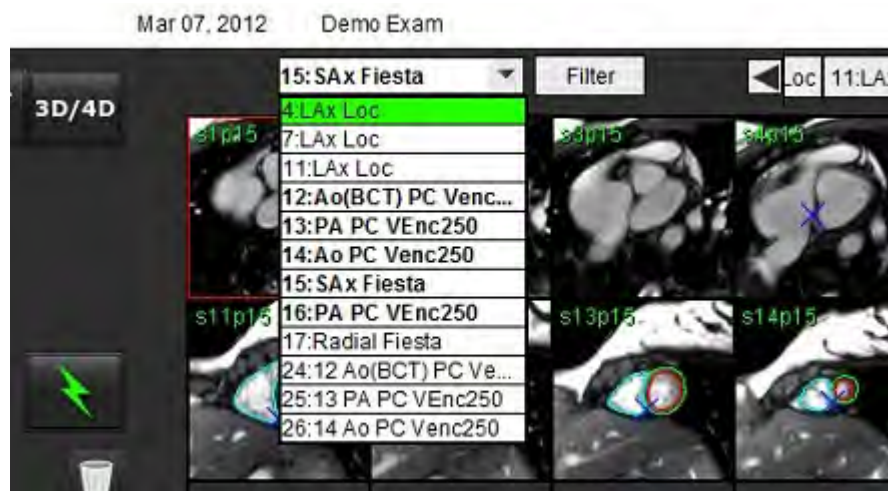 Mar 07, 2012 Demo Exam
15:SAx Fiesta Filter Loc 11:LAx
3D/4D
4:LAx Loc
7:LAx Loc
11:LAx Loc
12:Ao(BCT) PC Venc...
13:PA PC VEnc250
14:Ao PC Venc250
15:SAx Fiesta
16:PA PC VEnc250
17:Radial Fiesta
24:12 Ao(BCT) PC Ve...
25:13 PA PC VEnc250
26:14 Ao PC Venc250
s1p15 s3p15 s4p15
s11p15 s13p15 s14p15